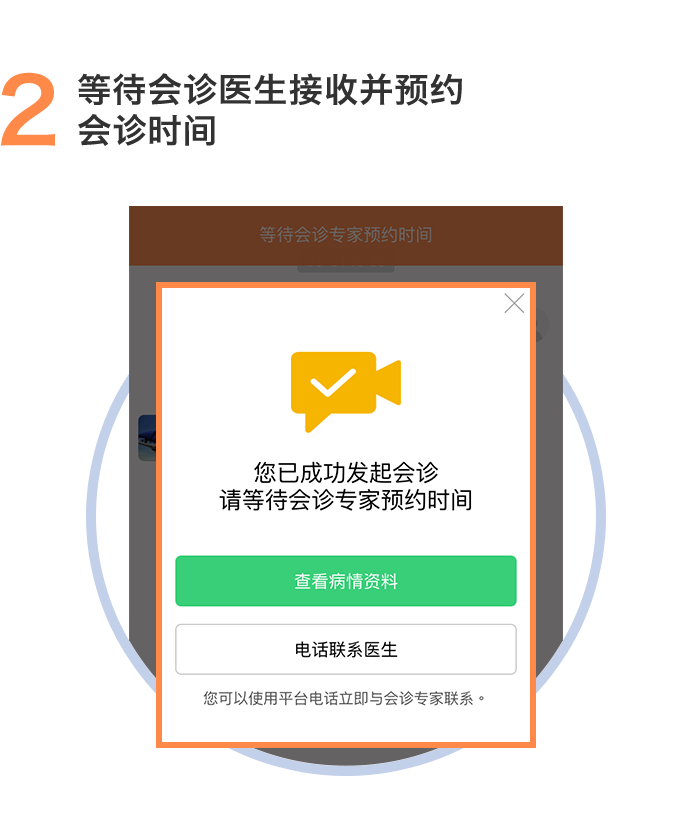 2 等待会诊医生接收并预约
会诊时间
等待会诊专家预约时间
您已成功发起会诊
请等待会诊专家预约时间
查看病情资料
电话联系医生
您可以使用平台电话立即与会诊专家联系。